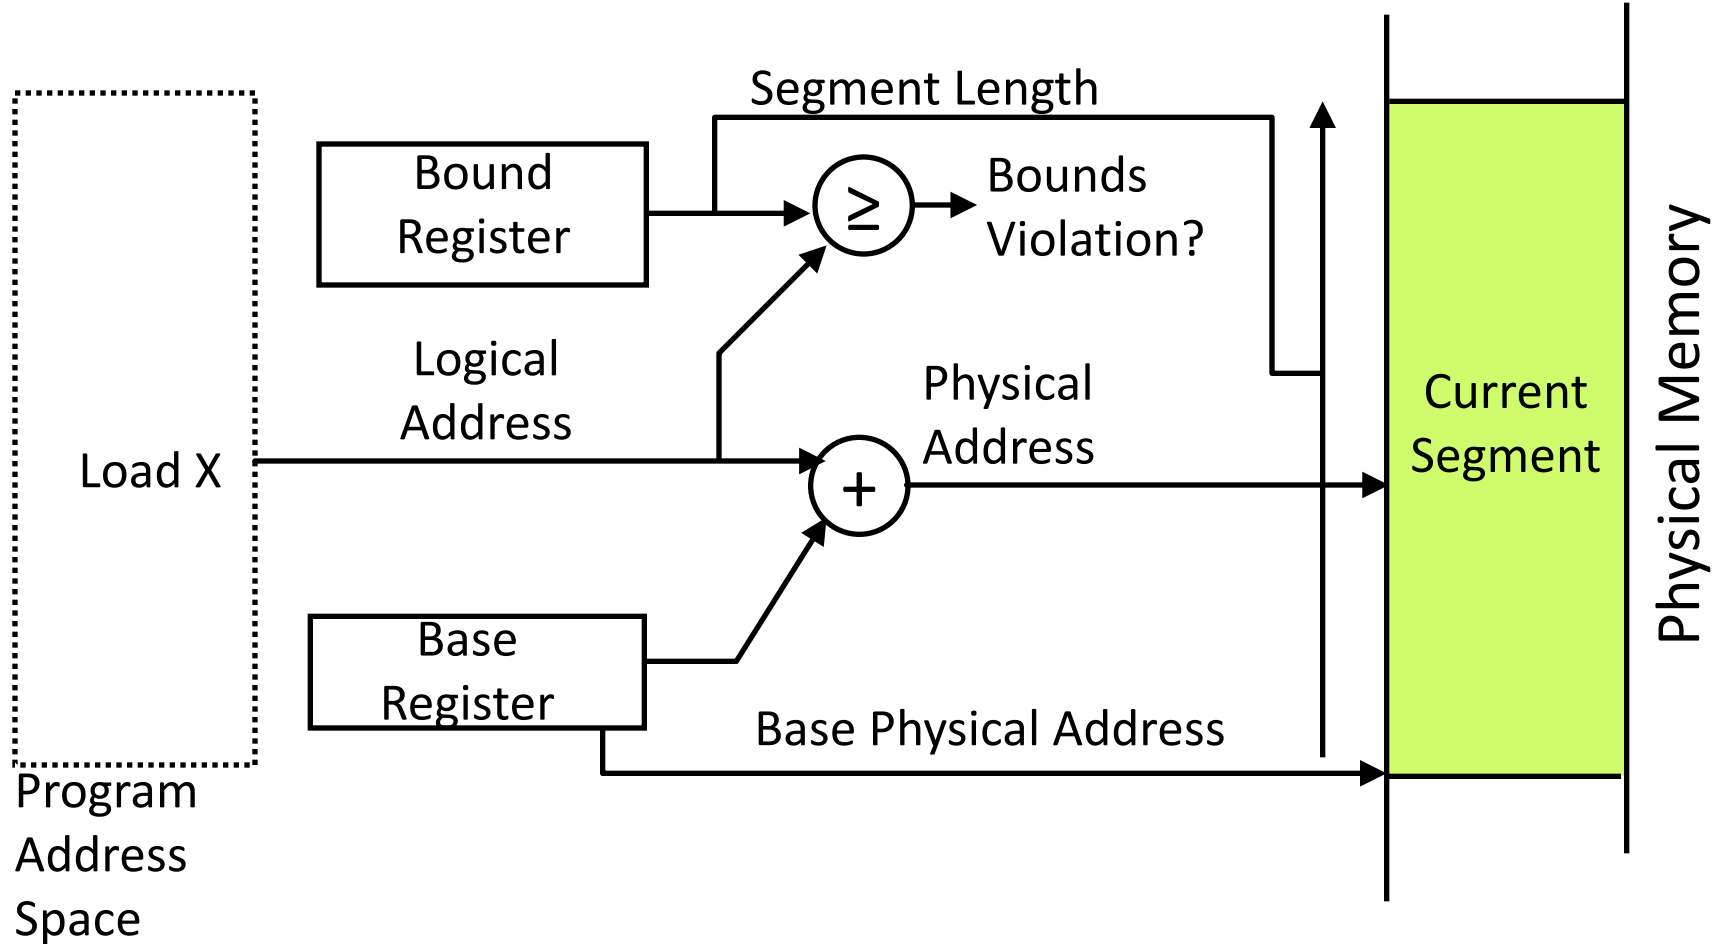 Segment Length
Bound
Register
≥
Bounds
Violation?
Logical
Address
Physical
Address
Load X
+
Current
Segment
Physical Memory
Base
Register
Base Physical Address
Program
Address
Space